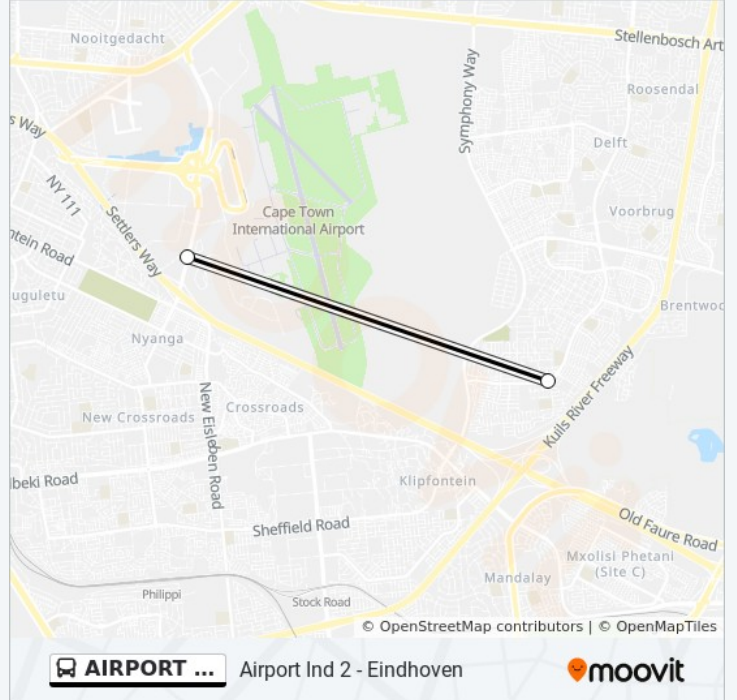 Nooitgedacht
Stellenbosch Art
Symphony Way
Roosendal
s Way
Delft
NY 111
Voorbrug
Settlers Way
Cape Town
International Airport
ntein Road
uguletu
Brentwoo
Nyanga
Kuils River Freeway
New Eisleben Road
Crossroads
New Crossroads
Klipfontein
lbeki Road
Sheffield Road
Old Faure Road
Mxolisi Phetani
(Site C)
Mandalay
Philippi
Stock Road
© OpenStreetMap contributors | © OpenMapTiles
AIRPORT ... Airport Ind 2 - Eindhoven moovit